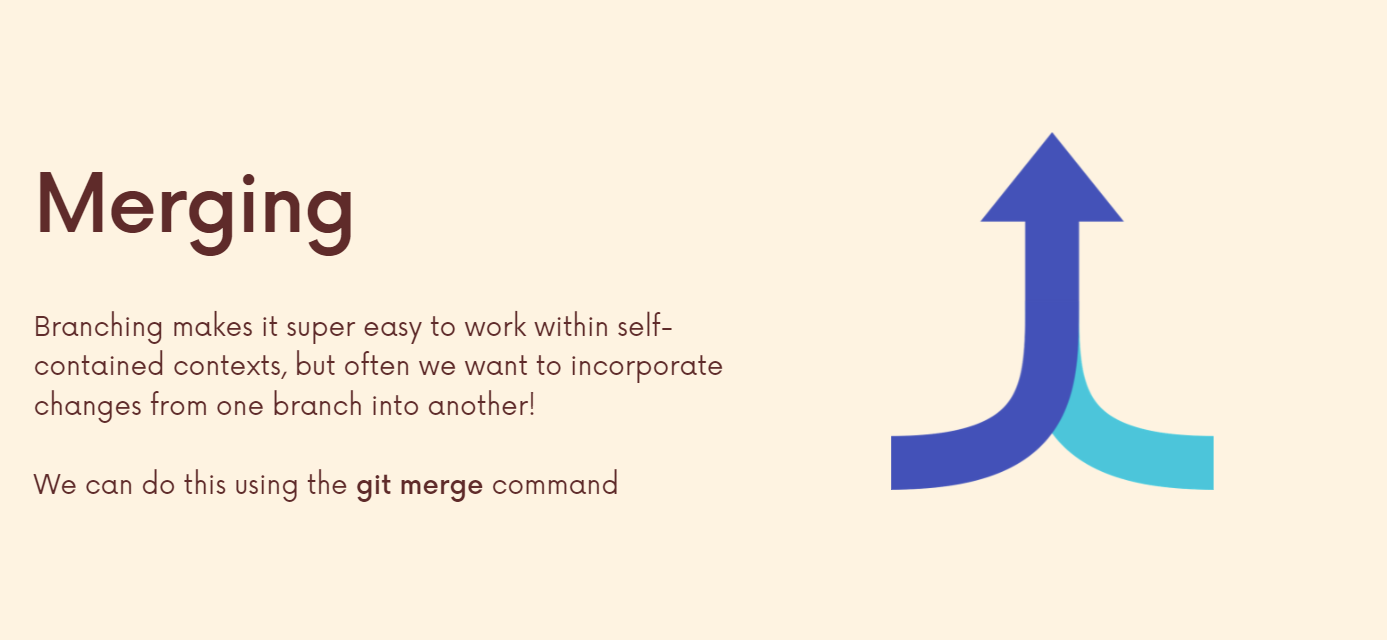 Merging
Branching makes it super easy to work within self-
contained contexts, but often we want to incorporate
changes from one branch into another!
We can do this using the git merge command